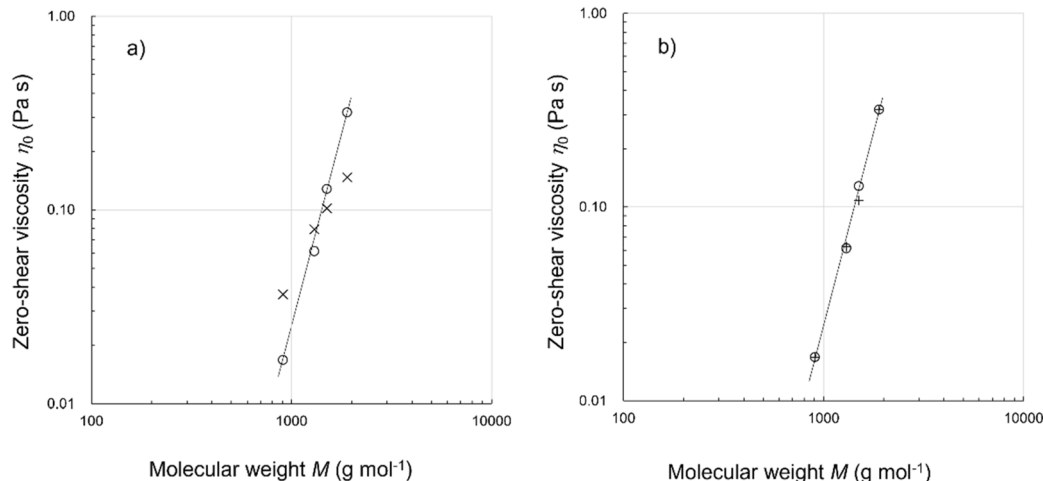 a)
Zero-shear viscosity η₀ (Pa s)
1.00
0.10
0.01
100
1000
10000
Molecular weight M (g mol⁻¹)
b)
Zero-shear viscosity η₀ (Pa s)
1.00
0.10
0.01
100
1000
10000
Molecular weight M (g mol⁻¹)